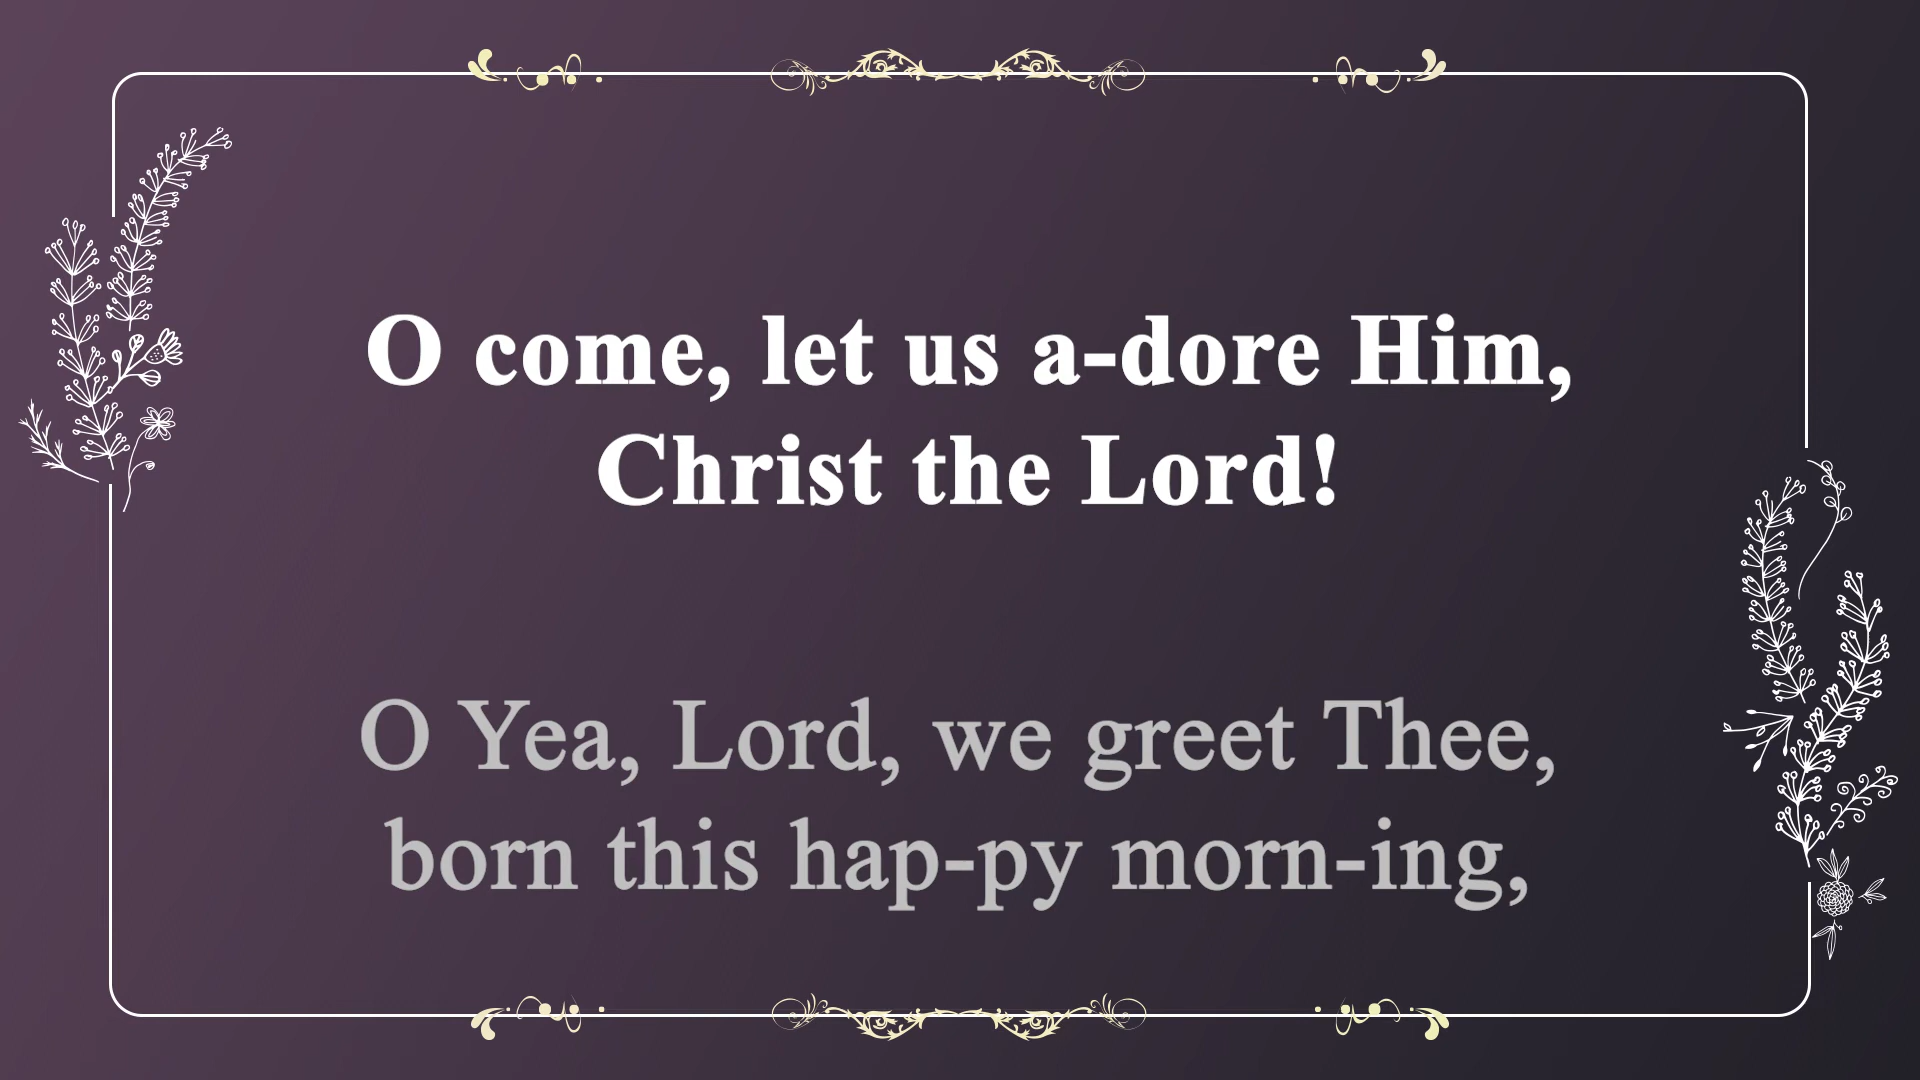 O come, let us a-dore Him,
Christ the Lord!
O Yea, Lord, we greet Thee,
born this hap-py morn-ing,